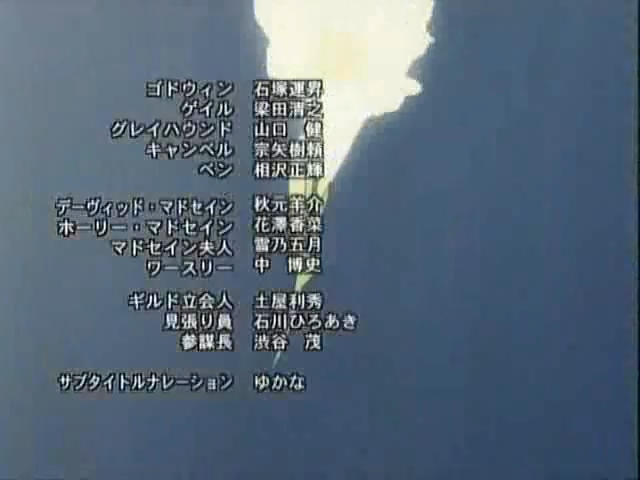 ゴドウィン 石塚運昇
ゲイル 梁田清之
グレイハウンド 山口 健
キャンベル 宗矢樹頼
ベン 相沢正輝
デーヴィッド・マドセイン 秋元羊介
ホーリー・マドセイン 花澤香菜
マドセイン夫人 雪乃五月
ワースリー 中 博史
ギルド立会人 土屋利秀
見張り員 石川ひろあき
参謀長 渋谷 茂
サブタイトルナレーション ゆかな